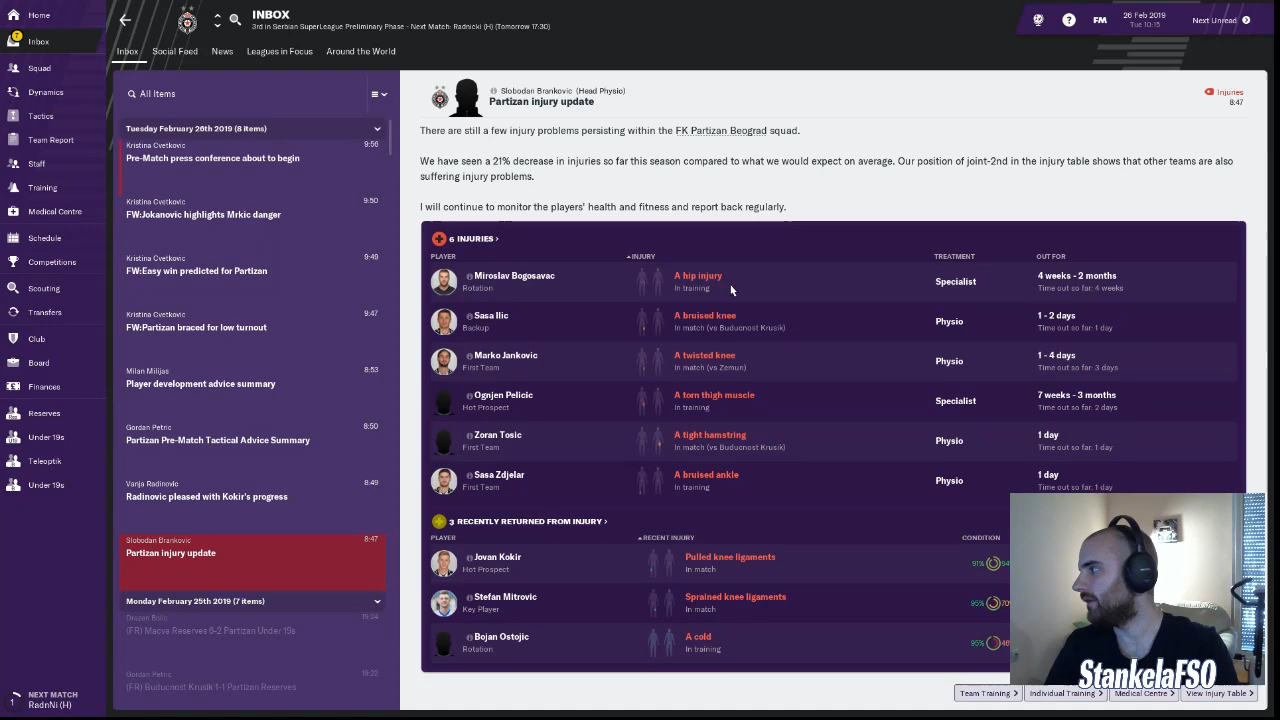 INBOX
3rd in Serbian SuperLeague Preliminary Phase - Next Match: Radnicki (H) (Tomorrow 17:30)
FM
26 Feb 2019
Tue 10:15
Next Unread
Home
7
Inbox
Squad
Dynamics
Tactics
Team Report
Staff
Training
Medical Centre
Schedule
Competitions
Scouting
Transfers
Club
Board
Finances
Reserves
Under 19s
Teleoptik
Under 19s
NEXT MATCH
RadnNi (H)
Inbox Social Feed News Leagues in Focus Around the World
All Items
Tuesday February 26th 2019 (8 items)
Kristina Cvetkovic 9:56
Pre-Match press conference about to begin
Kristina Cvetkovic 9:50
FW:Jokanovic highlights Mrkic danger
Kristina Cvetkovic 9:49
FW:Easy win predicted for Partizan
Kristina Cvetkovic 9:47
FW:Partizan braced for low turnout
Milan Milijas 8:53
Player development advice summary
Gordan Petric 8:50
Partizan Pre-Match Tactical Advice Summary
Vanja Radinovic 8:49
Radinovic pleased with Kokir's progress
Slobodan Brankovic 8:47
Partizan injury update
Monday February 25th 2019 (7 items)
Drazan Bolic 19:24
(FR) Macva Reserves 6-2 Partizan Under 19s
Gordan Petric 19:22
(FR) Buducnost Krusik 1-1 Partizan Reserves
Slobodan Brankovic (Head Physio)
Partizan injury update
Injuries
8:47
There are still a few injury problems persisting within the FK Partizan Beograd squad.
We have seen a 21% decrease in injuries so far this season compared to what we would expect on average. Our position of joint-2nd in the injury table shows that other teams are also
suffering injury problems.
I will continue to monitor the players' health and fitness and report back regularly.
6 INJURIES
PLAYER INJURY TREATMENT OUT FOR
Miroslav Bogosavac A hip injury Specialist 4 weeks - 2 months
Rotation In training Time out so far: 4 weeks
Sasa Ilic A bruised knee Physio 1 - 2 days
Backup In match (vs Buducnost Krusik) Time out so far: 1 day
Marko Jankovic A twisted knee Physio 1 - 4 days
First Team In match (vs Zemun) Time out so far: 3 days
Ognjen Pelicic A torn thigh muscle Specialist 7 weeks - 3 months
Hot Prospect In training Time out so far: 2 days
Zoran Tosic A tight hamstring Physio 1 day
First Team In match (vs Buducnost Krusik) Time out so far: 1 day
Sasa Zdjelar A bruised ankle Physio 1 day
First Team In training Time out so far: 1 day
3 RECENTLY RETURNED FROM INJURY
PLAYER RECENT INJURY CONDITION
Jovan Kokir Pulled knee ligaments 91%
Hot Prospect In match
Stefan Mitrovic Sprained knee ligaments 95%
Key Player In match
Bojan Ostojic A cold 95%
Rotation In training
StankelaFSO
Team Training Individual Training Medical Centre View Injury Table